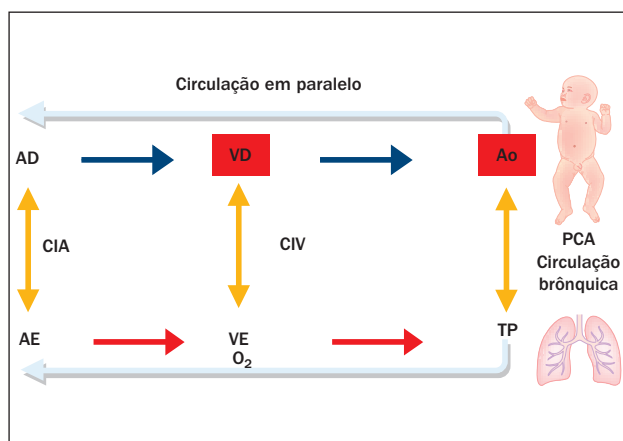 Circulação em paralelo
AD
VD
Ao
CIA
CIV
PCA
Circulação
brônquica
AE
VE
O₂
TP